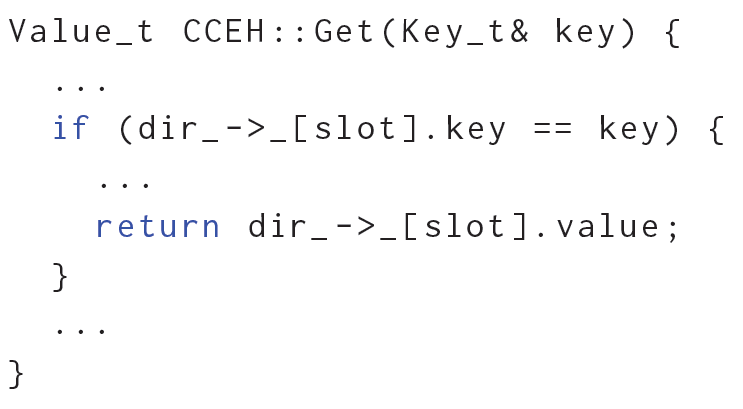 Value_t CCEH::Get(Key_t& key) {
  ...
  if (dir_->_[slot].key == key) {
    ...
    return dir_->_[slot].value;
  }
  ...
}